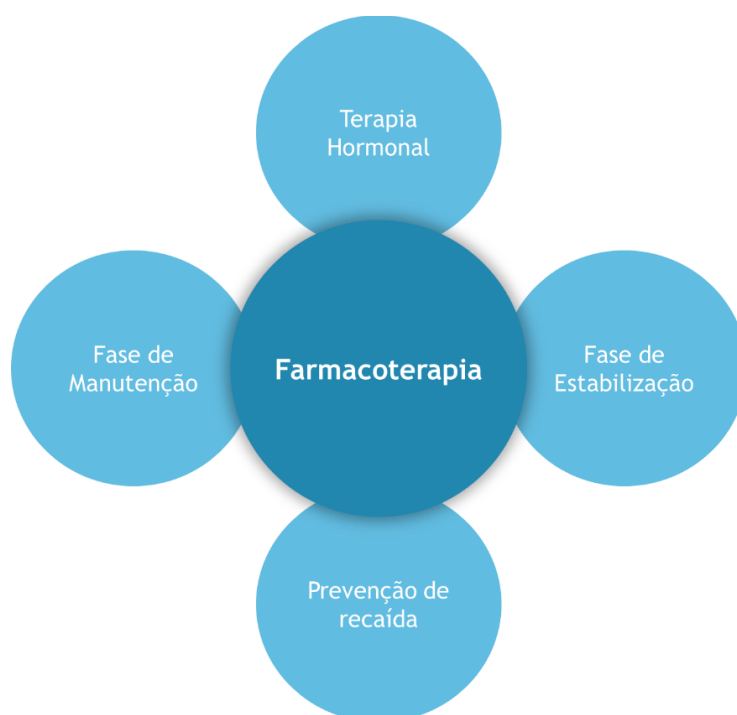 Terapia
Hormonal
Fase de
Manutenção
Farmacoterapia
Fase de
Estabilização
Prevenção de
recaída